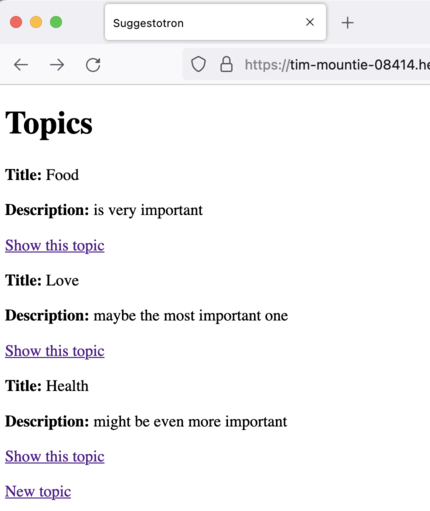 Suggestotron
https://tim-mountie-08414.he
Topics
Title: Food
Description: is very important
Show this topic
Title: Love
Description: maybe the most important one
Show this topic
Title: Health
Description: might be even more important
Show this topic
New topic